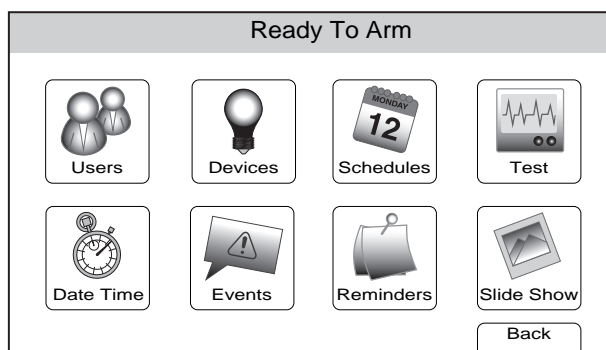 Ready To Arm
MONDAY
12
Users Devices Schedules Test
Date Time Events Reminders Slide Show
Back